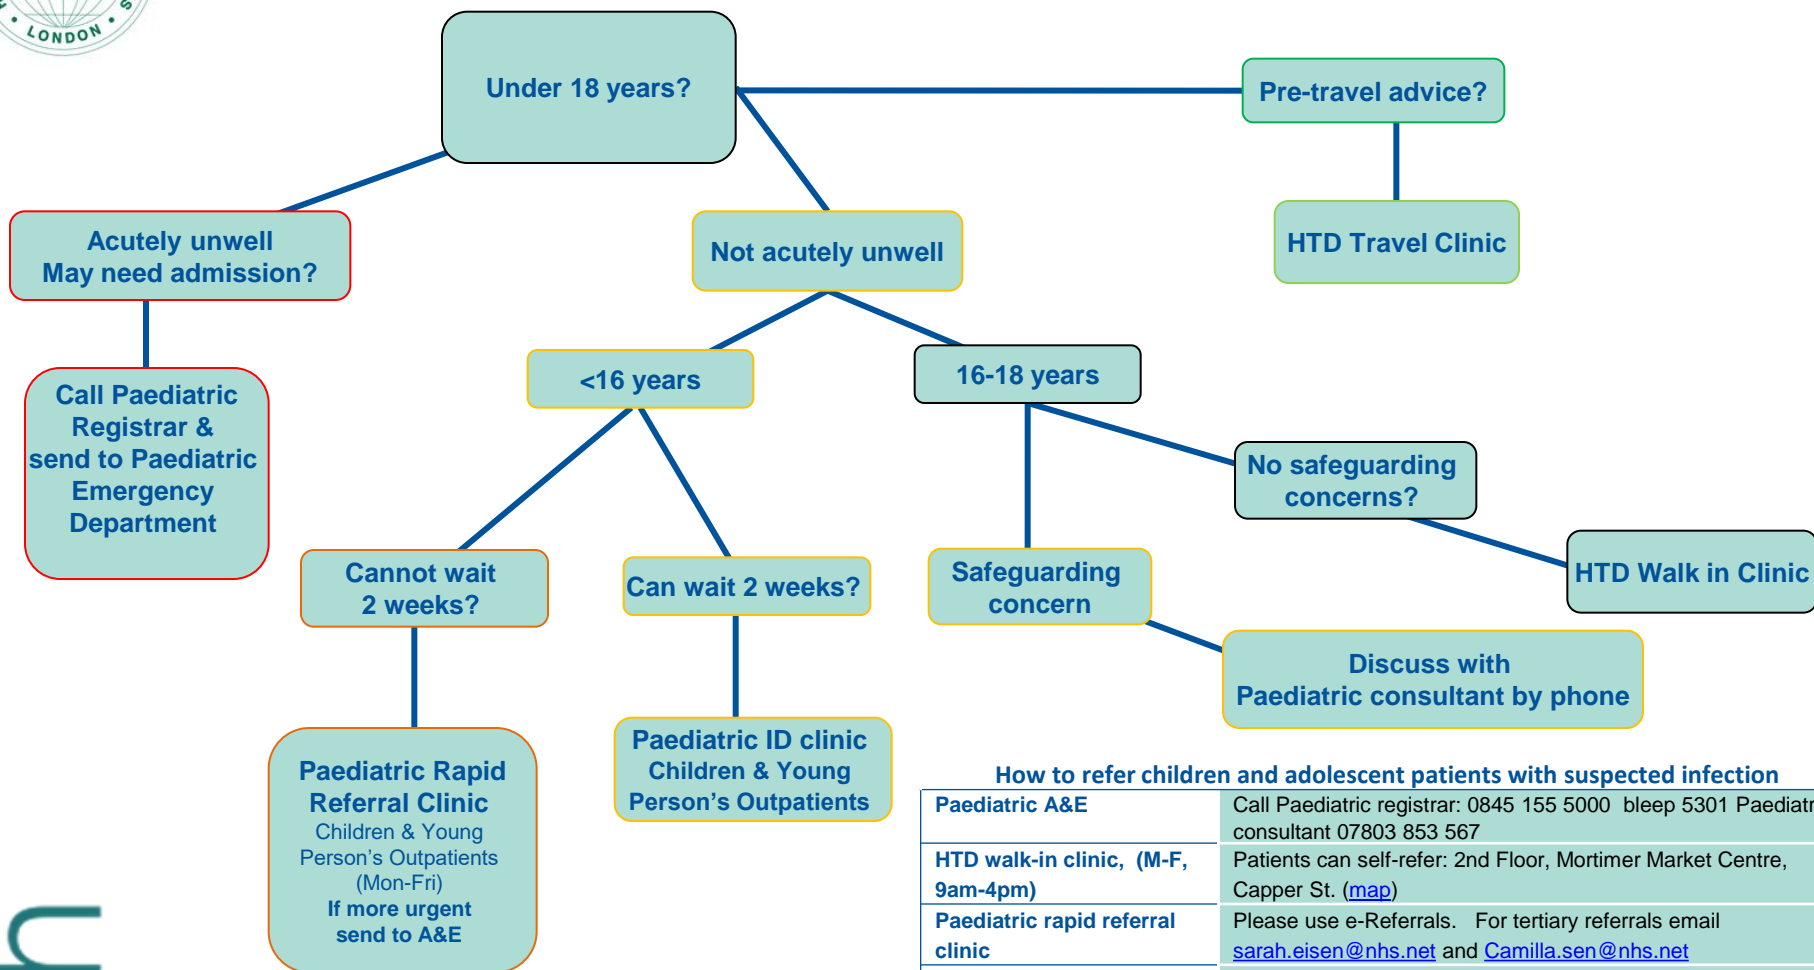 LONDON
Under 18 years?
Pre-travel advice?
Acutely unwell
May need admission?
Not acutely unwell
HTD Travel Clinic
<16 years
16-18 years
Call Paediatric
Registrar &
send to Paediatric
Emergency
Department
No safeguarding
concerns?
Cannot wait
2 weeks?
Can wait 2 weeks?
Safeguarding
concern
HTD Walk in Clinic
Discuss with
Paediatric consultant by phone
Paediatric Rapid
Referral Clinic
Children & Young
Person's Outpatients
(Mon-Fri)
If more urgent
send to A&E
Paediatric ID clinic
Children & Young
Person's Outpatients
How to refer children and adolescent patients with suspected infection
Paediatric A&E
Call Paediatric registrar: 0845 155 5000 bleep 5301
consultant 07803 853 567
HTD walk-in clinic, (M-F,
9am-4pm)
Patients can self-refer: 2nd Floor, Mortimer Market Centre,
Capper St. (map)
Paediatric rapid referral
clinic
Please use e-Referrals. For tertiary referrals email
sarah.eisen@nhs.net and Camilla.sen@nhs.net